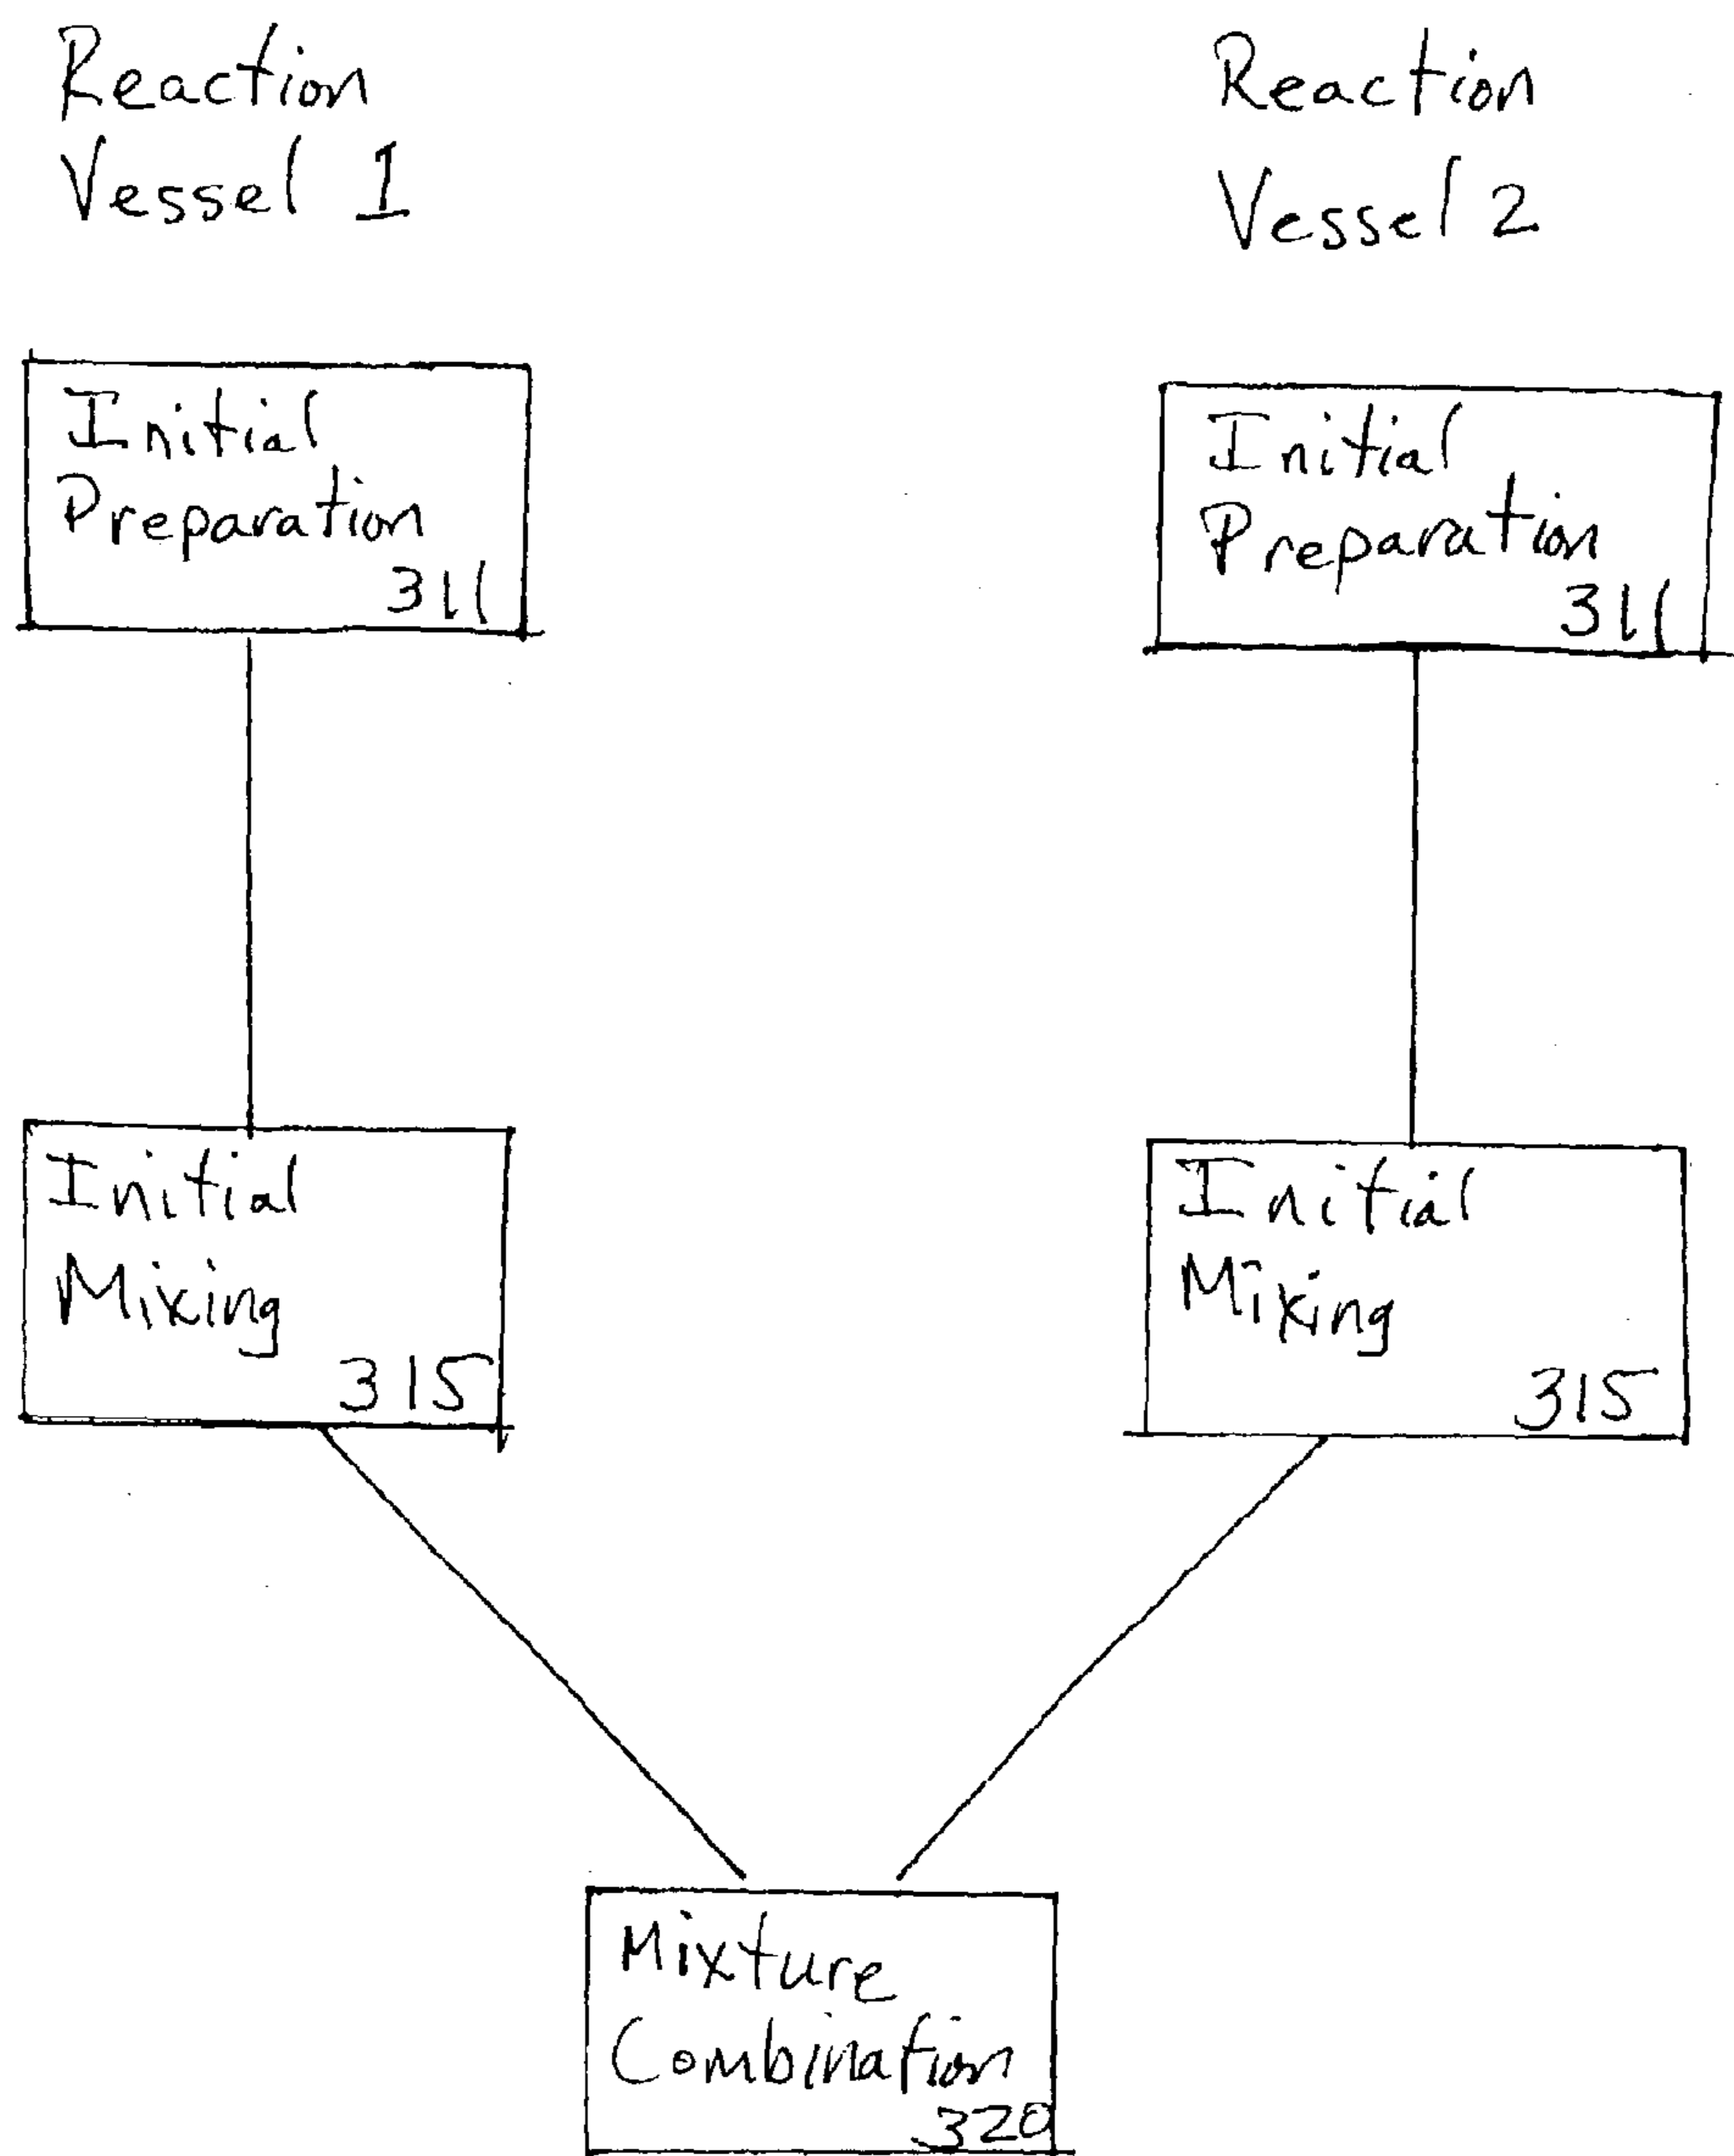 Reaction
Vessel 1
Reaction
Vessel 2
Initial
Preparation
311
Initial
Preparation
311
Initial
Mixing
315
Initial
Mixing
315
Mixture
Combination
320